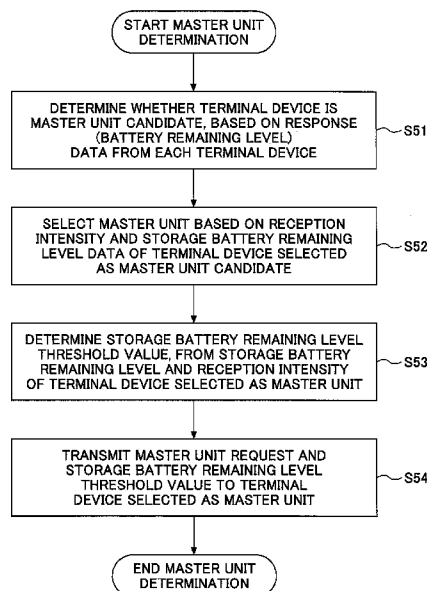 START MASTER UNIT
DETERMINATION
DETERMINE WHETHER TERMINAL DEVICE IS
MASTER UNIT CANDIDATE, BASED ON RESPONSE
(BATTERY REMAINING LEVEL)
DATA FROM EACH TERMINAL DEVICE
S51
SELECT MASTER UNIT BASED ON RECEPTION
INTENSITY AND STORAGE BATTERY REMAINING
LEVEL DATA OF TERMINAL DEVICE SELECTED
AS MASTER UNIT CANDIDATE
S52
DETERMINE STORAGE BATTERY REMAINING LEVEL
THRESHOLD VALUE, FROM STORAGE BATTERY
REMAINING LEVEL AND RECEPTION INTENSITY
OF TERMINAL DEVICE SELECTED AS MASTER UNIT
S53
TRANSMIT MASTER UNIT REQUEST AND
STORAGE BATTERY REMAINING LEVEL
THRESHOLD VALUE TO TERMINAL
DEVICE SELECTED AS MASTER UNIT
S54
END MASTER UNIT
DETERMINATION